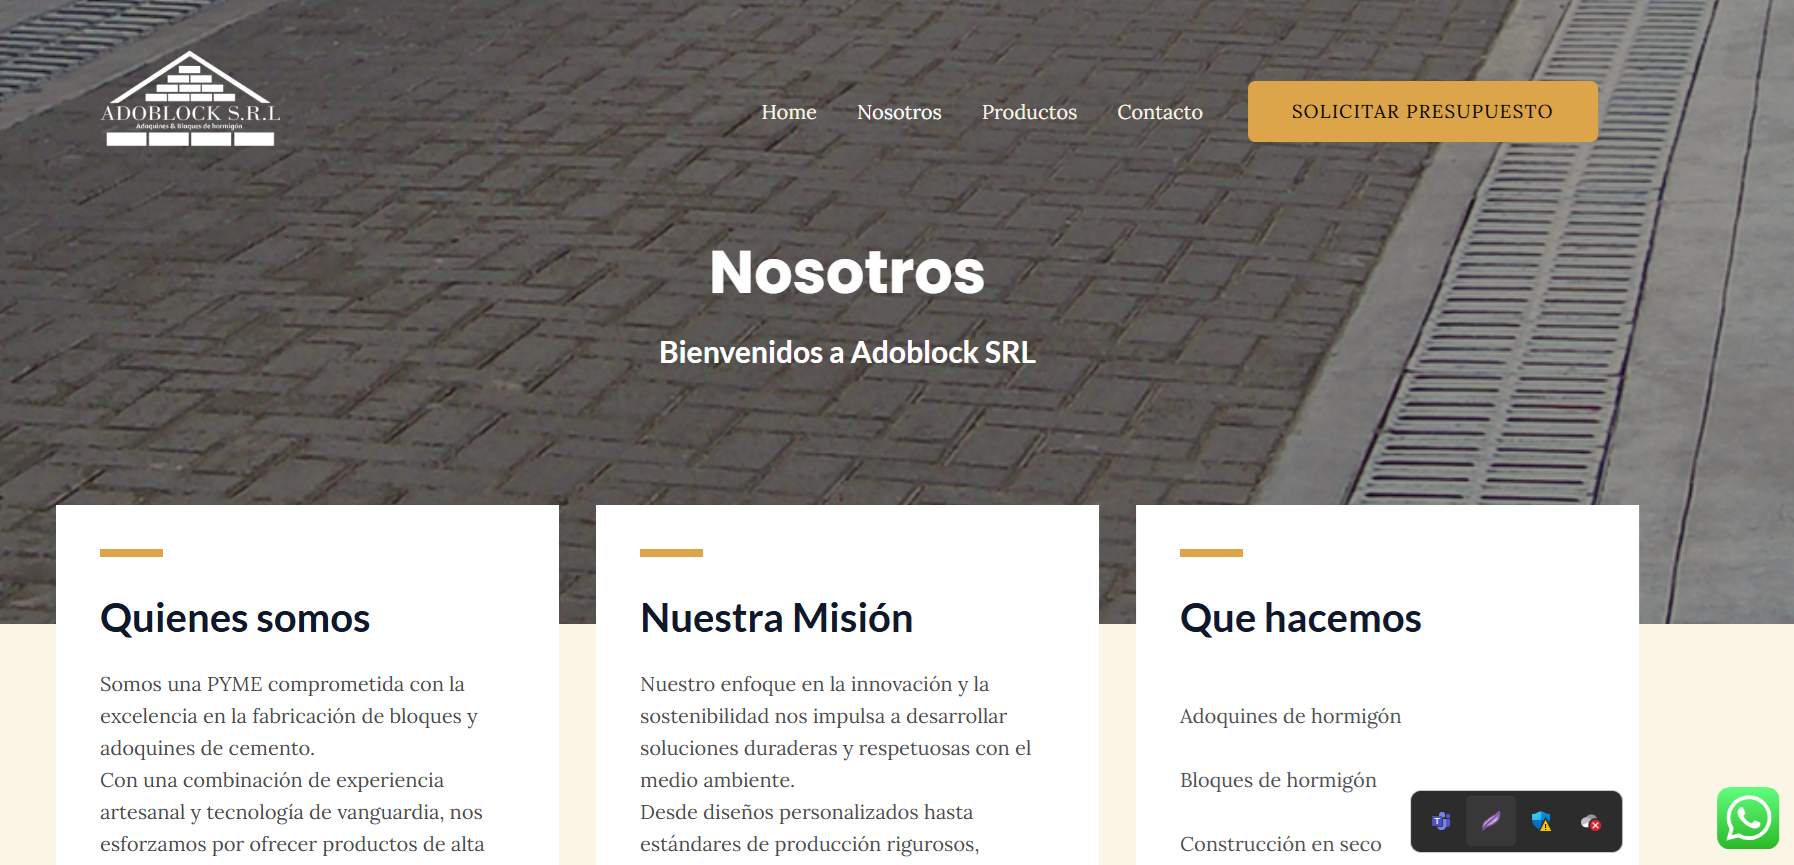 ADOBLOCK S.R.L
Adoquines & Bloques de hormigón
Home
Nosotros
Productos
Contacto
SOLICITAR PRESUPUESTO
Nosotros
Bienvenidos a Adoblock SRL
Quienes somos
Somos una PYME comprometida con la
excelencia en la fabricación de bloques y
adoquines de cemento.
Con una combinación de experiencia
artesanal y tecnología de vanguardia, nos
esforzamos por ofrecer productos de alta
Nuestra Misión
Nuestro enfoque en la innovación y la
sostenibilidad nos impulsa a desarrollar
soluciones duraderas y respetuosas con el
medio ambiente.
Desde diseños personalizados hasta
estándares de producción rigurosos,
Que hacemos
Adoquines de hormigón
Bloques de hormigón
Construcción en seco